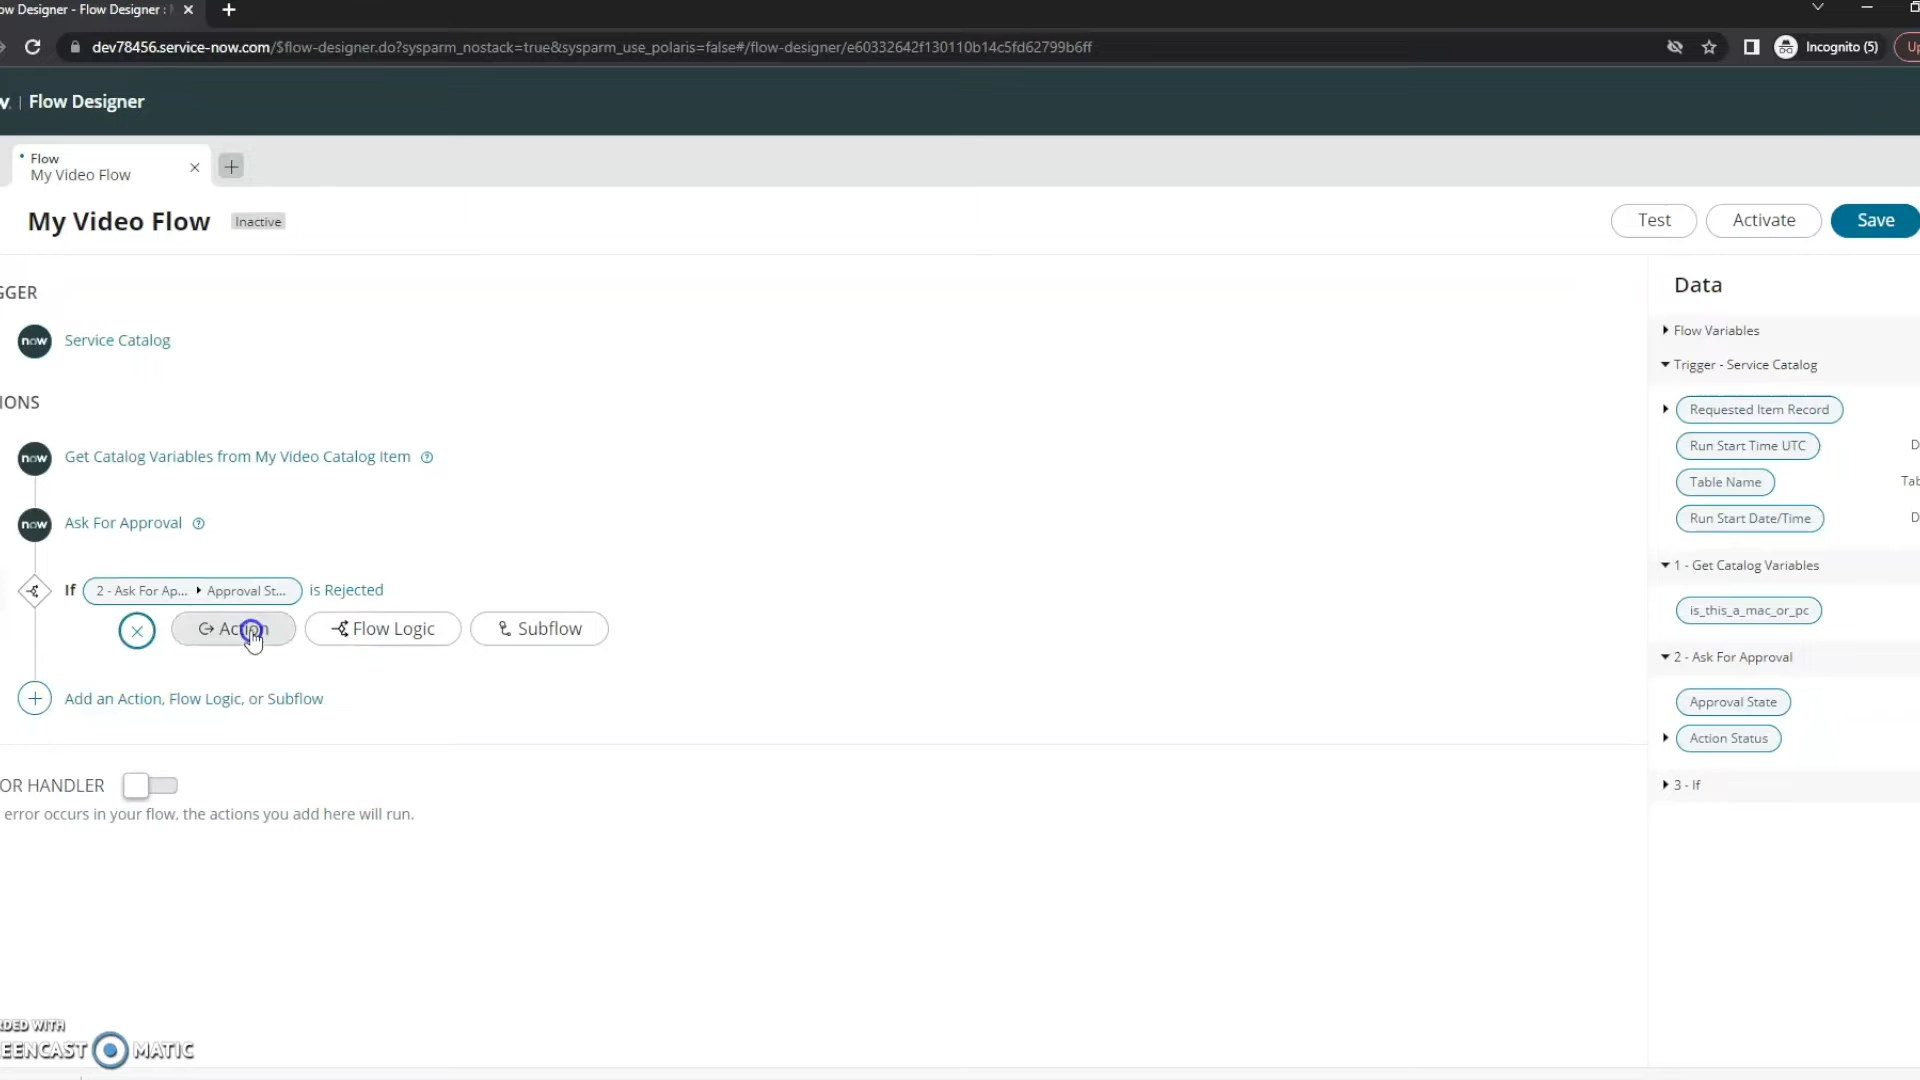 ow Designer - Flow Designer :
dev78456.service-now.com/$flow-designer.do?sysparm_nostack=true&sysparm_use_polaris=false#/flow-designer/e60332642f130110b14c5fd62799b6ff
Incognito (5)
Up
w. | Flow Designer
Flow
My Video Flow
My Video Flow
Inactive
Test
Activate
Save
GGER
now
Service Catalog
IONS
now
Get Catalog Variables from My Video Catalog Item
now
Ask For Approval
If 2 - Ask For Ap... Approval St... is Rejected
Action
Flow Logic
Subflow
Add an Action, Flow Logic, or Subflow
OR HANDLER
error occurs in your flow, the actions you add here will run.
Data
Flow Variables
Trigger - Service Catalog
Requested Item Record
Run Start Time UTC
D
Table Name
Tab
Run Start Date/Time
D
1 - Get Catalog Variables
is_this_a_mac_or_pc
2 - Ask For Approval
Approval State
Action Status
3 - If
RDED WITH
EENCAST MATIC